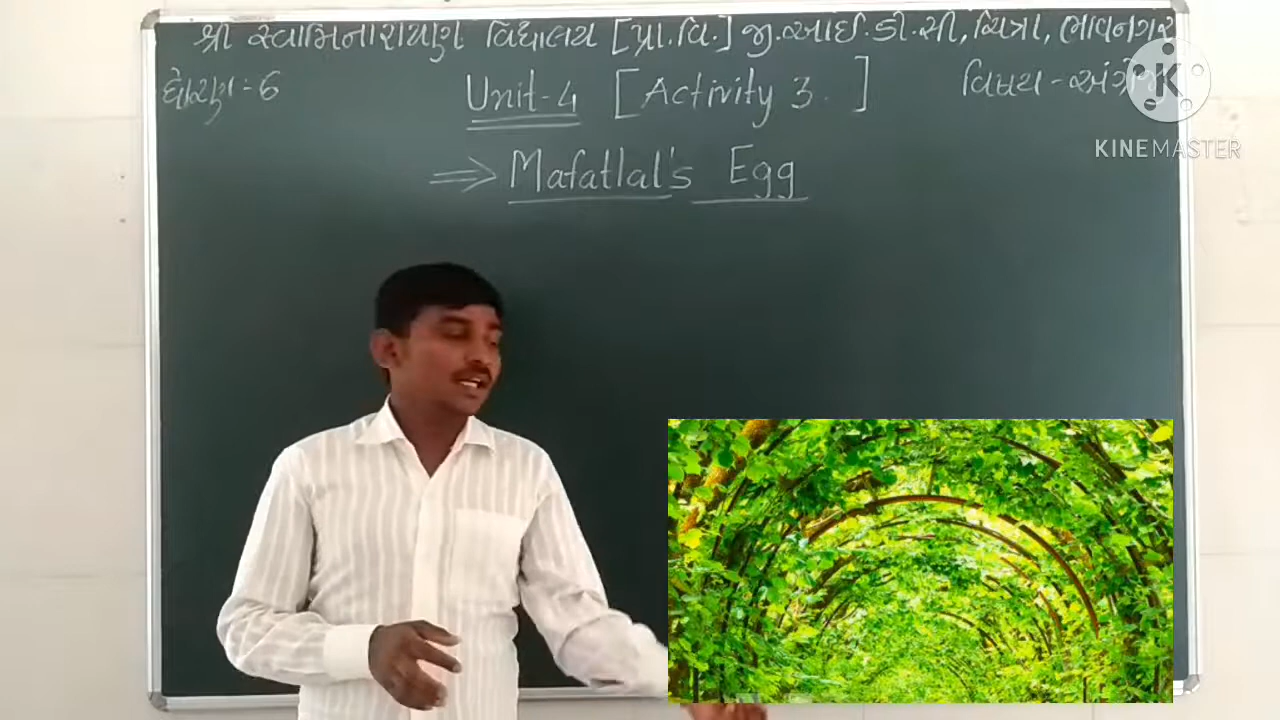 શ્રી સ્વામિનારાયણ વિદ્યાલય [પ્રા.વિ.] જી.આઈ.ડી.સી, ચિત્રા, ભાવનગર
ધોરણ-6 Unit-4 [Activity 3.] વિષય-અંગ્રેજી
K
KINEMASTER
⇒ Mafatlal's Egg